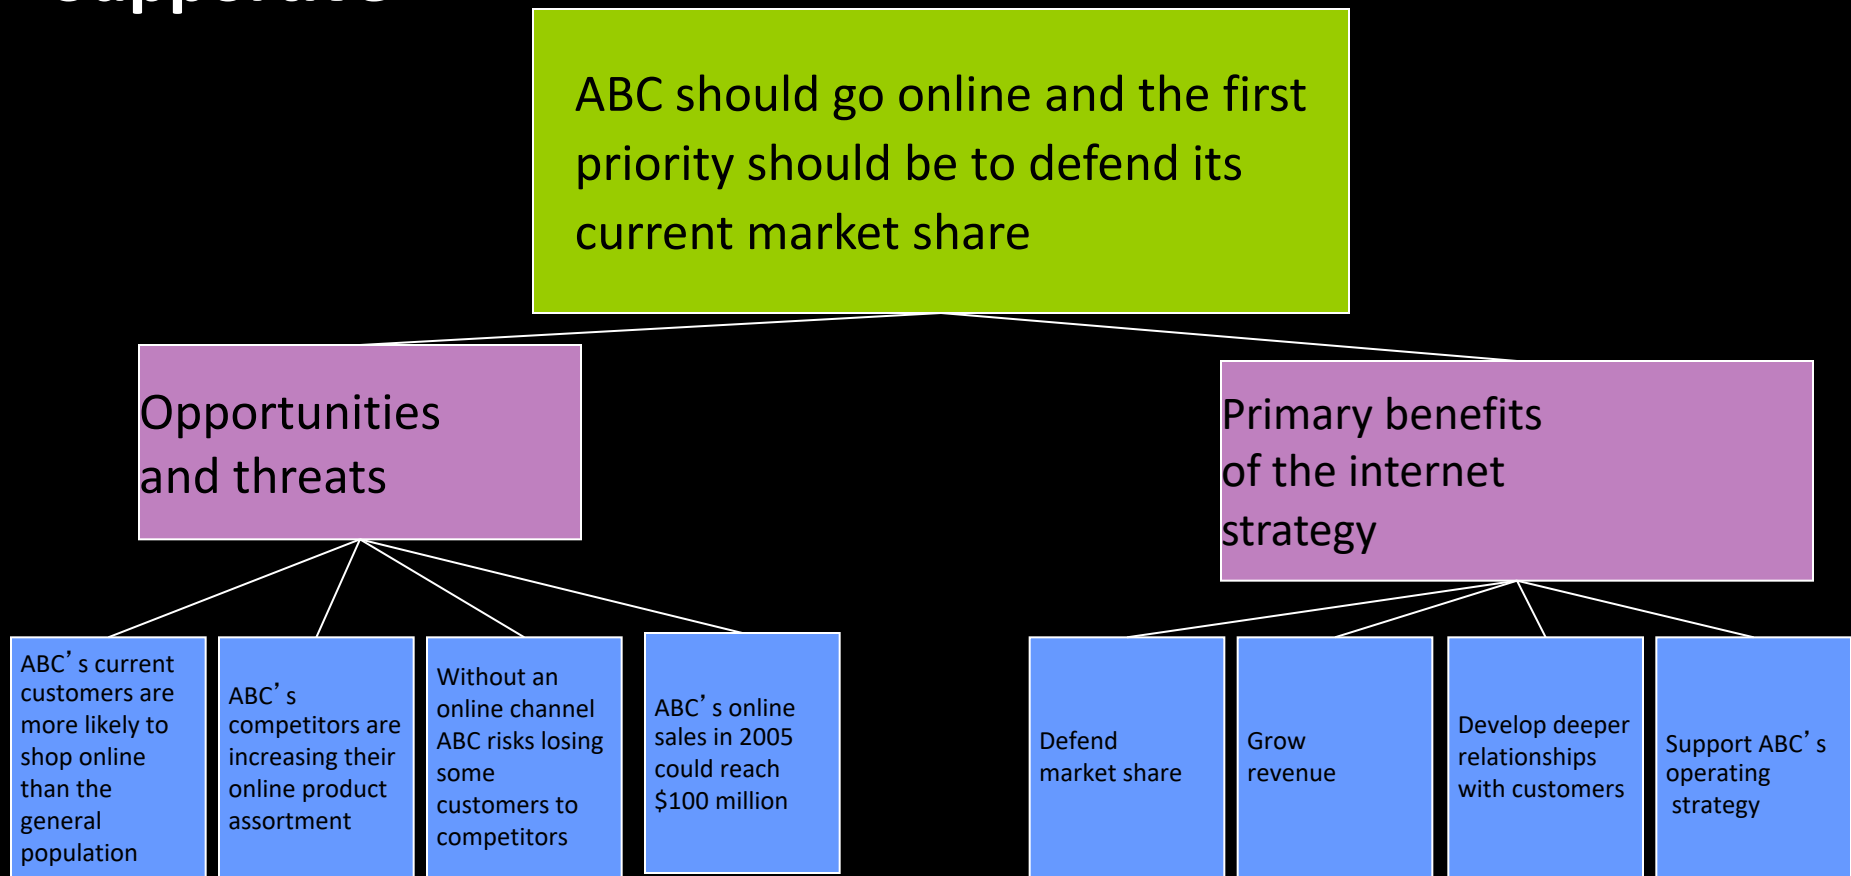 ABC should go online and the first
priority should be to defend its
current market share
Opportunities
and threats
Primary benefits
of the internet
strategy
ABC’s current
customers are
more likely to
shop online
than the
general
population
ABC’s
competitors are
increasing their
online product
assortment
Without an
online channel
ABC risks losing
some
customers to
competitors
ABC’s online
sales in 2005
could reach
$100 million
Defend
market share
Grow
revenue
Develop deeper
relationships
with customers
Support ABC’s
operating
strategy